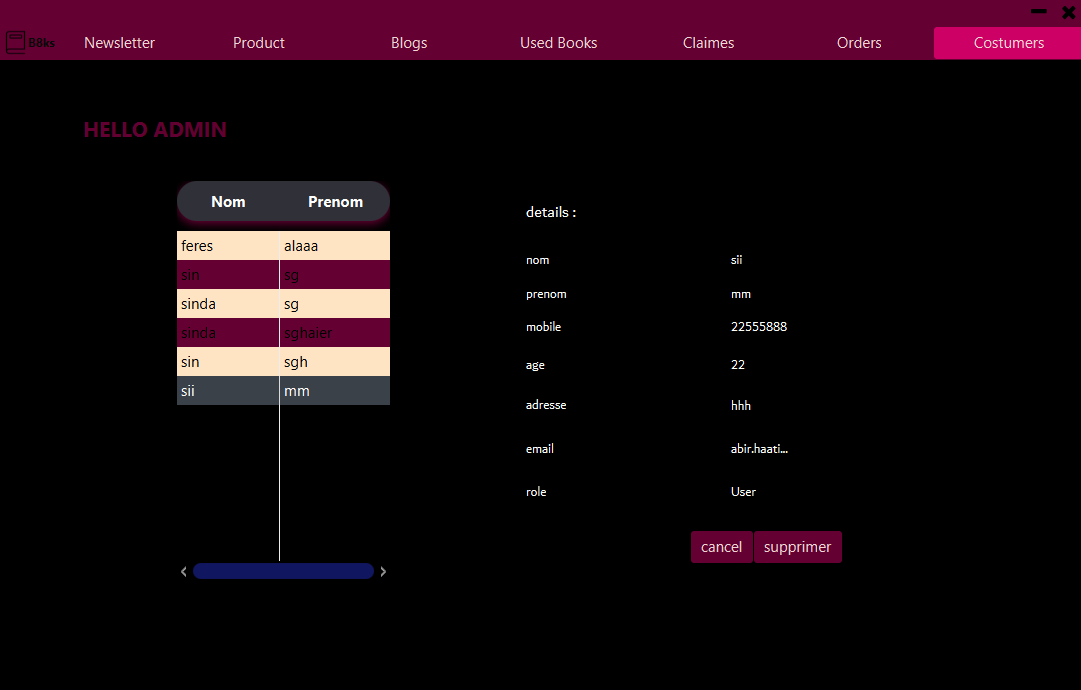 B8ks Newsletter Product Blogs Used Books Claimes Orders Costumers
HELLO ADMIN
Nom Prenom
feres alaaa
sin sg
sinda sg
sinda sghaier
sin sgh
sii mm
details :
nom sii
prenom mm
mobile 22555888
age 22
adresse hhh
email abir.haati...
role User
cancel supprimer